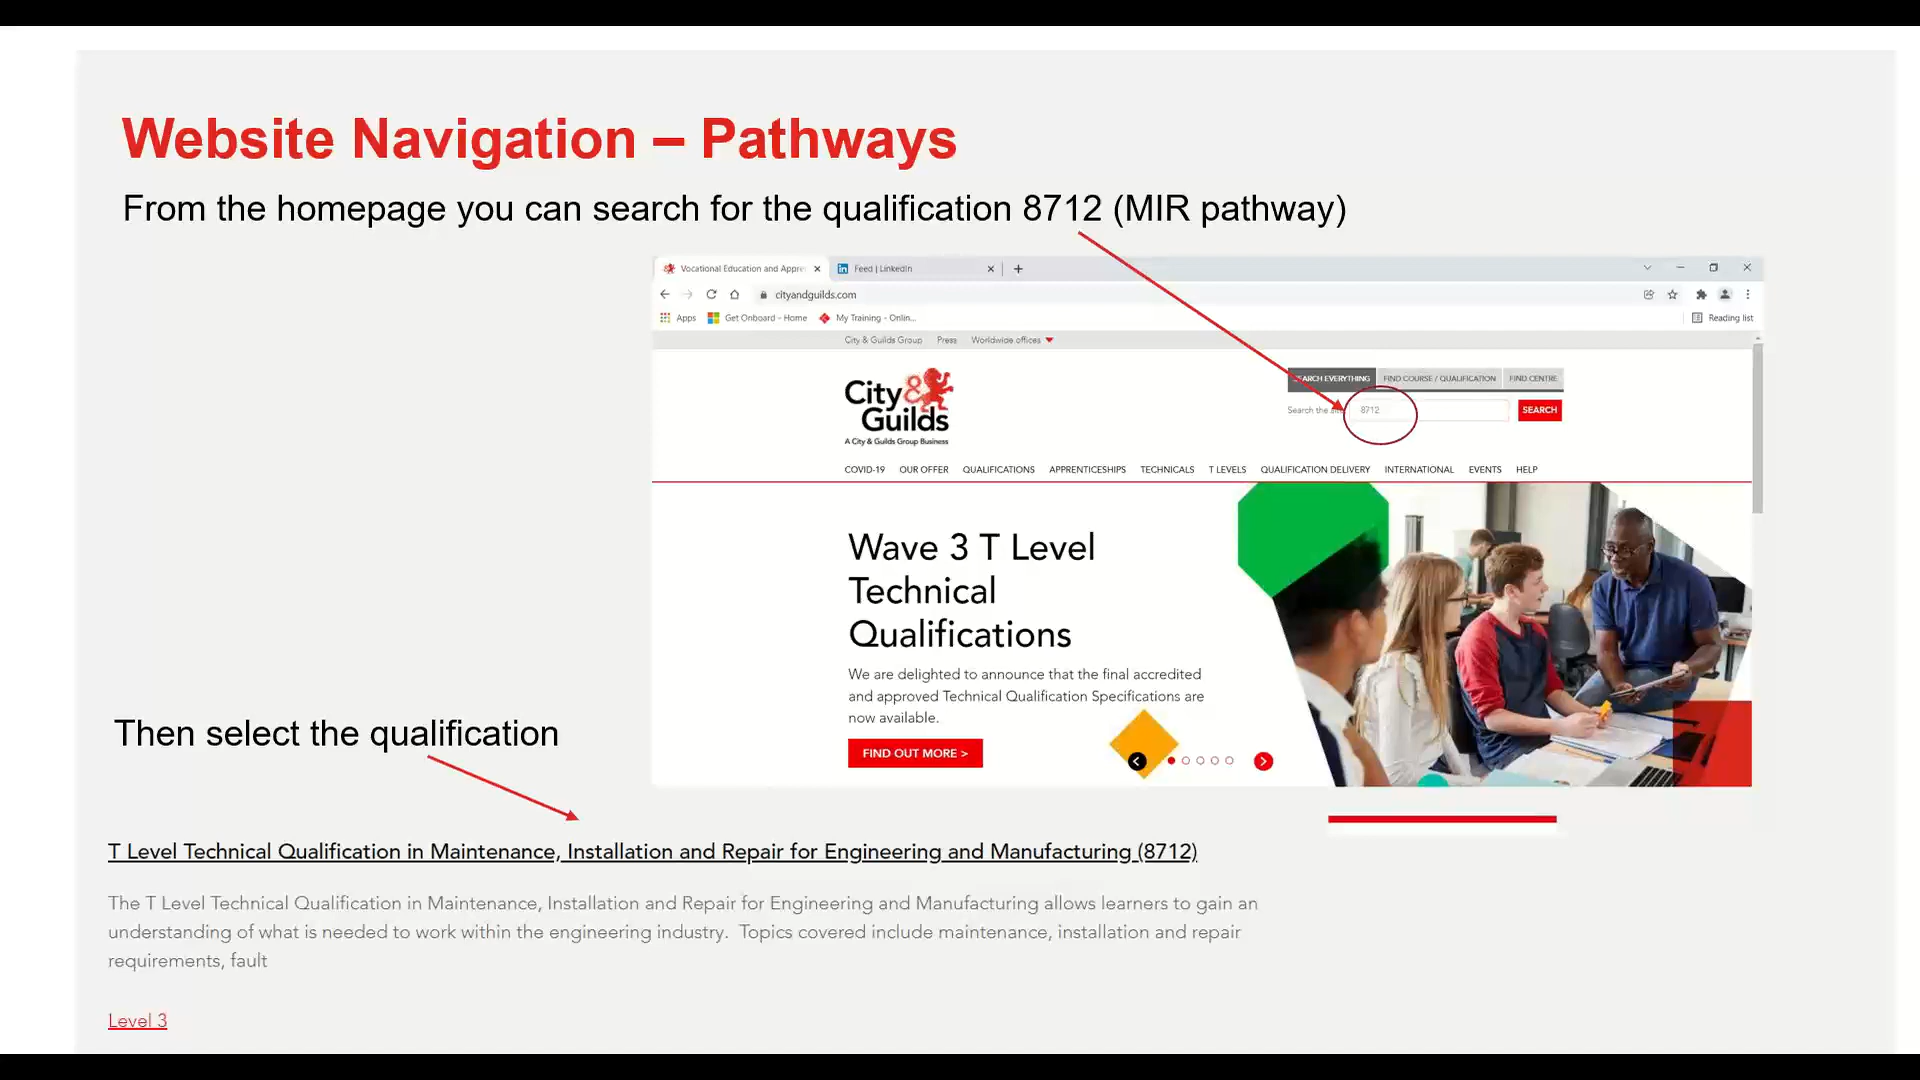 Website Navigation – Pathways
From the homepage you can search for the qualification 8712 (MIR pathway)
Vocational Education and Appre
Feed | LinkedIn
cityandguilds.com
Apps
Get Onboard - Home
My Training - Onlin...
Reading list
City & Guilds Group
Press
Worldwide offices
City & Guilds
A City & Guilds Group Business
SEARCH EVERYTHING
FIND COURSE / QUALIFICATION
FIND CENTRE
Search the
8712
SEARCH
COVID-19 OUR OFFER QUALIFICATIONS APPRENTICESHIPS TECHNICALS T LEVELS QUALIFICATION DELIVERY INTERNATIONAL EVENTS HELP
Wave 3 T Level
Technical
Qualifications
We are delighted to announce that the final accredited
and approved Technical Qualification Specifications are
now available.
FIND OUT MORE >
Then select the qualification
T Level Technical Qualification in Maintenance, Installation and Repair for Engineering and Manufacturing (8712)
The T Level Technical Qualification in Maintenance, Installation and Repair for Engineering and Manufacturing allows learners to gain an
understanding of what is needed to work within the engineering industry.  Topics covered include maintenance, installation and repair
requirements, fault
Level 3